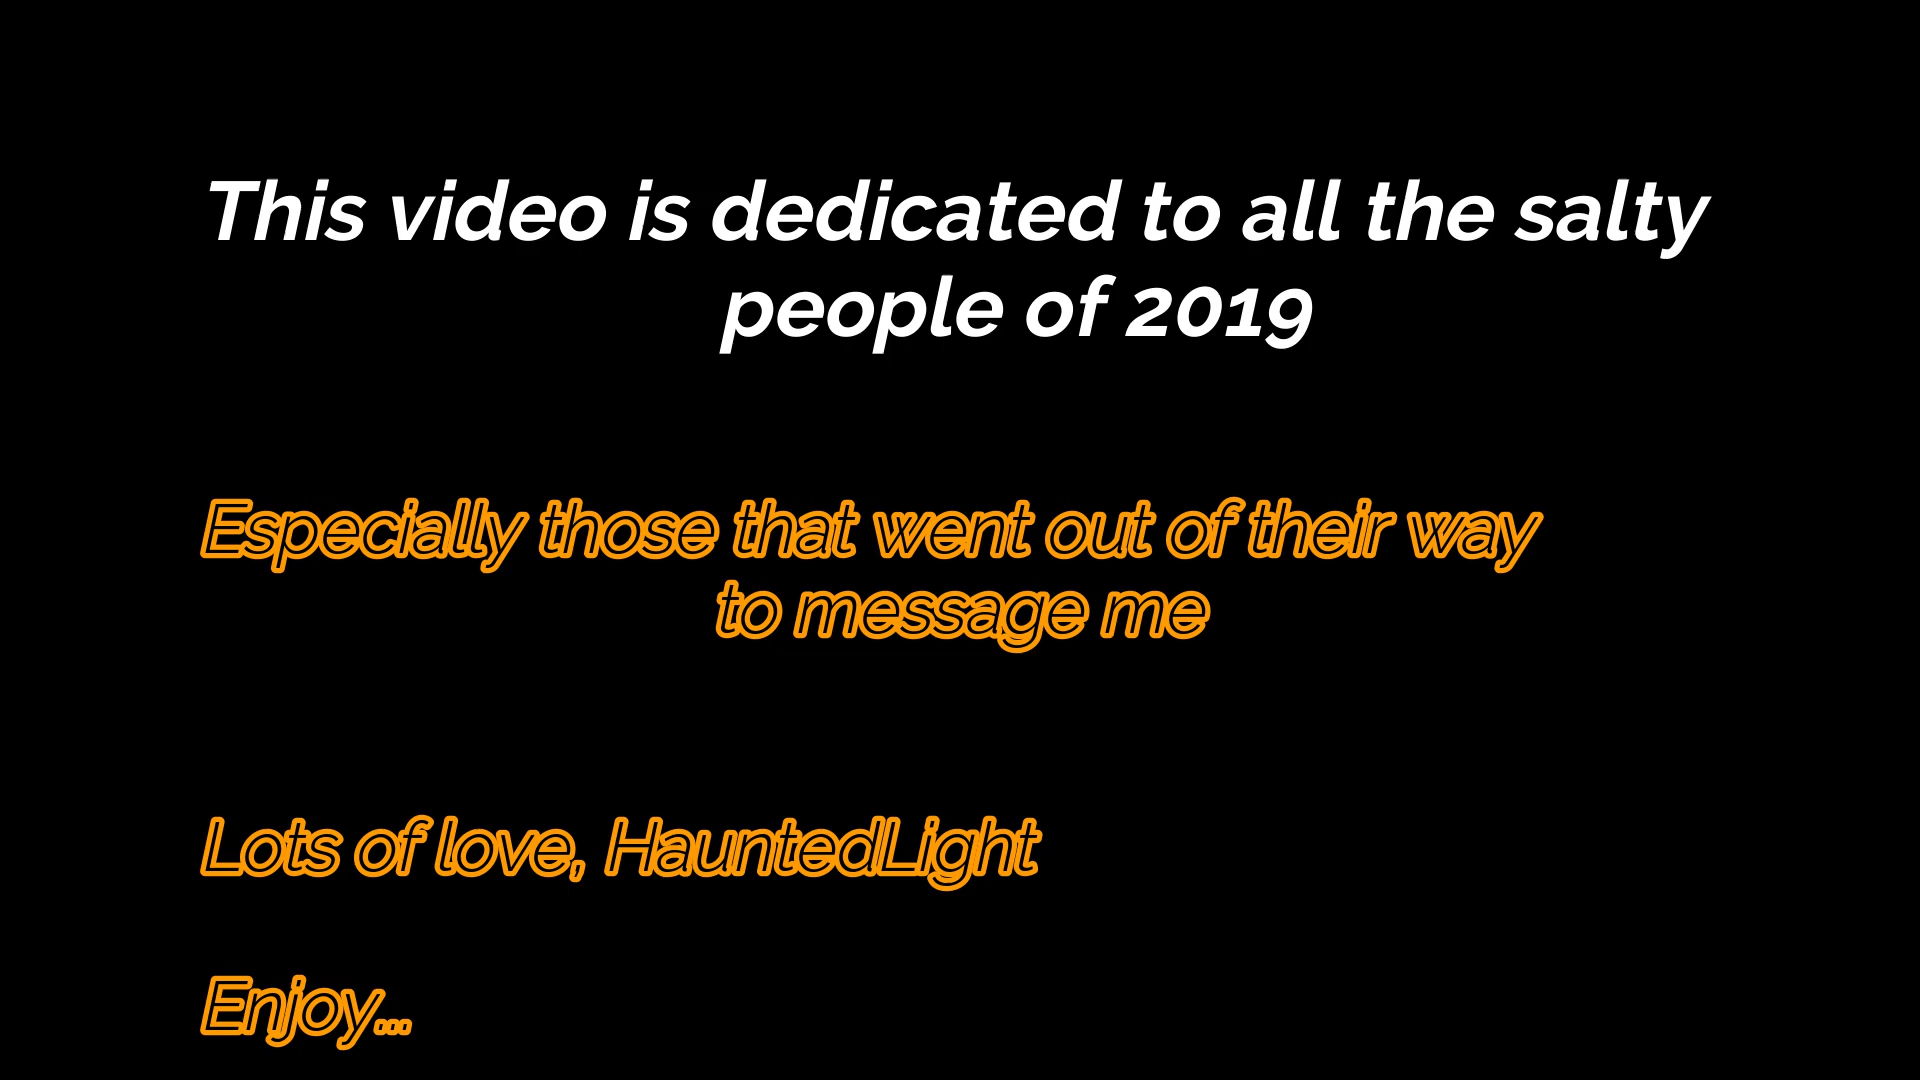 This video is dedicated to all the salty
people of 2019
Especially those that went out of their way
to message me
Lots of love, HauntedLight
Enjoy...